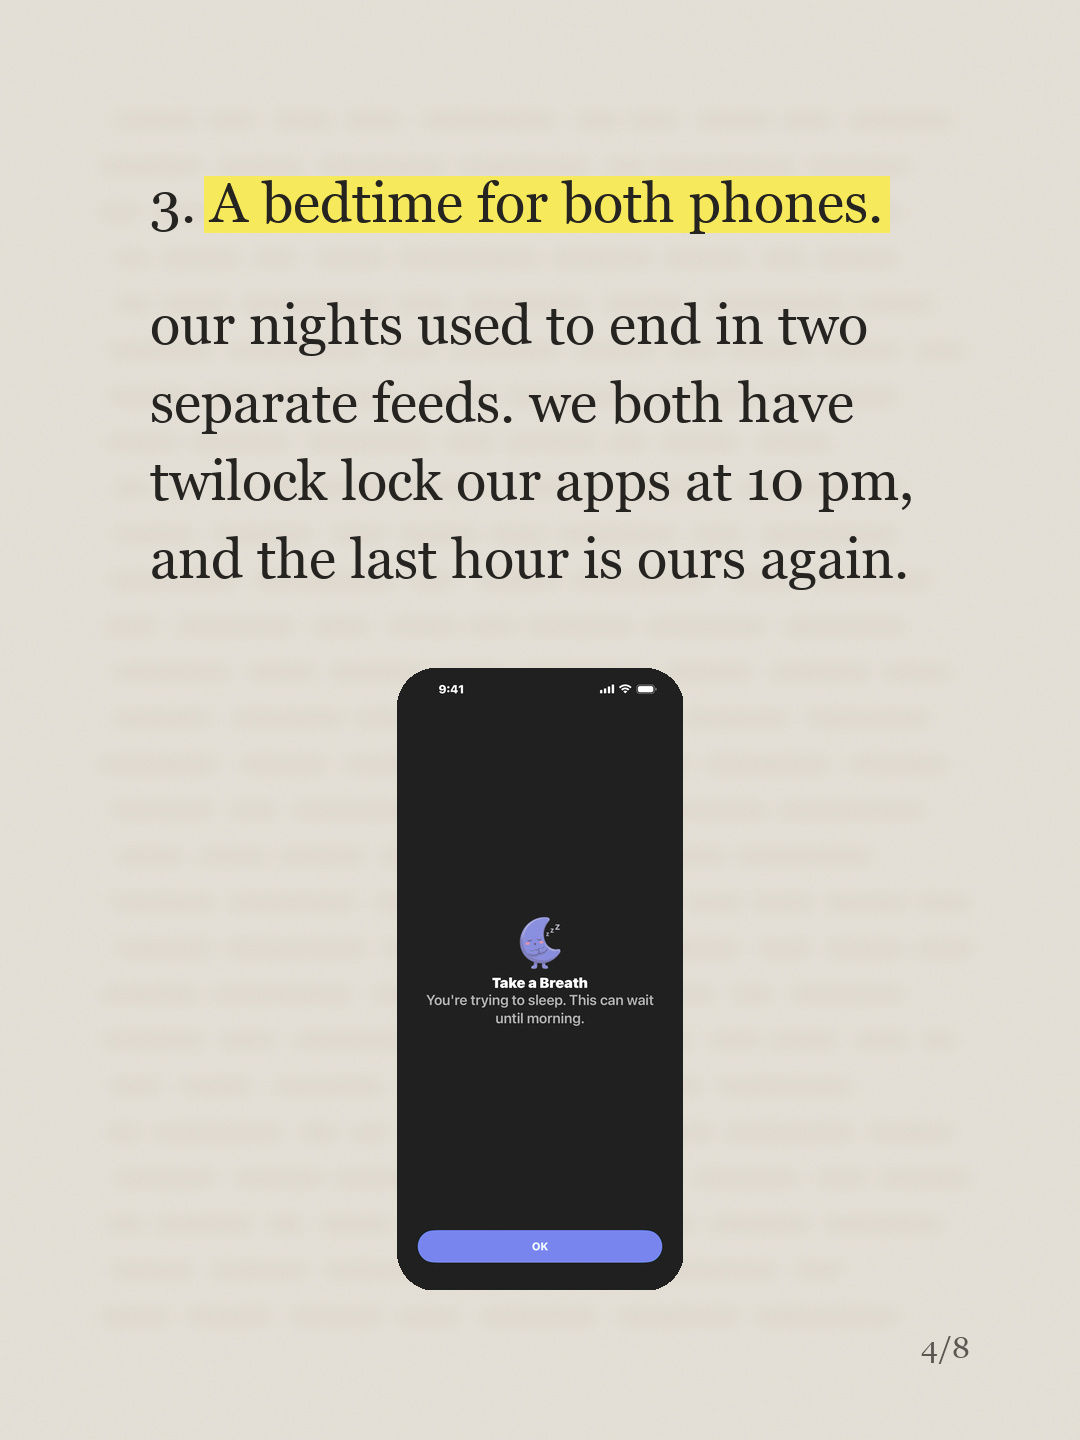 3. A bedtime for both phones.
our nights used to end in two
separate feeds. we both have
twilock lock our apps at 10 pm,
and the last hour is ours again.
9:41
z z z
Take a Breath
You're trying to sleep. This can wait
until morning.
OK
4/8